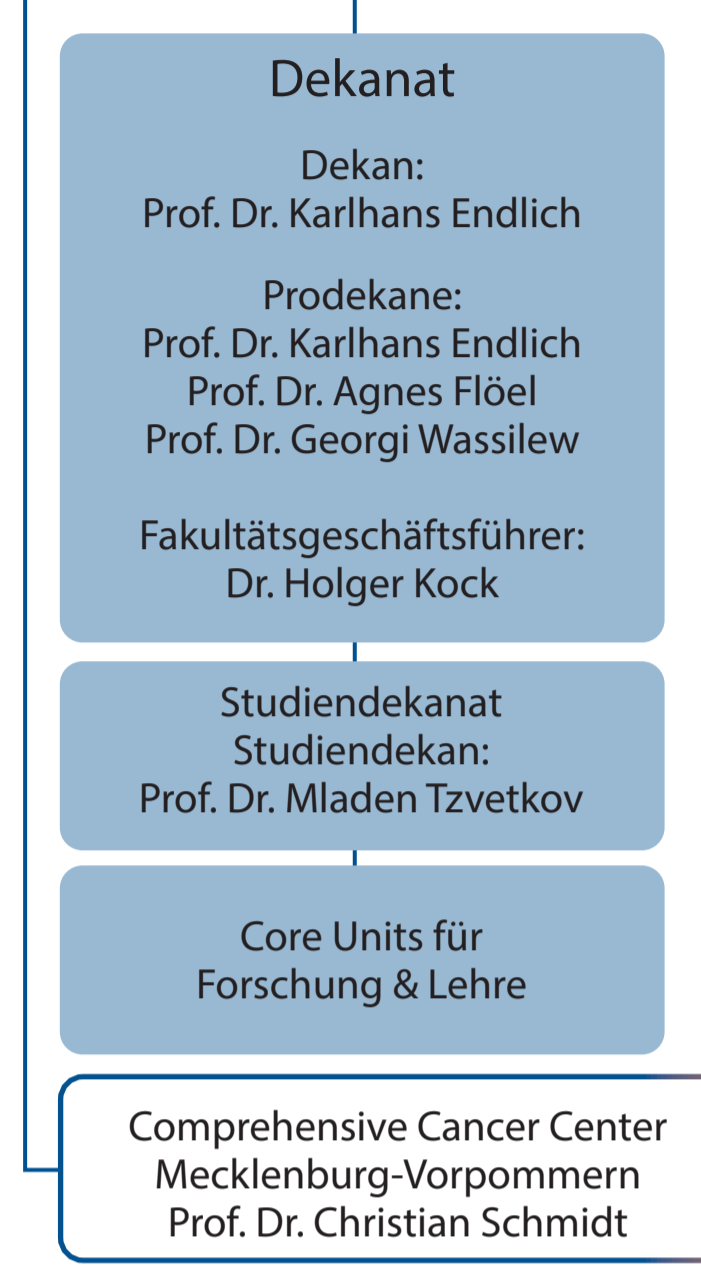 Dekanat
Dekan:
Prof. Dr. Karlhans Endlich
Prodekane:
Prof. Dr. Karlhans Endlich
Prof. Dr. Agnes Flöel
Prof. Dr. Georgi Wassilew
Fakultätsgeschäftsführer:
Dr. Holger Kock
Studiendekanat
Studiendekan:
Prof. Dr. Mladen Tzvetkov
Core Units für
Forschung & Lehre
Comprehensive Cancer Center
Mecklenburg-Vorpommern
Prof. Dr. Christian Schmidt